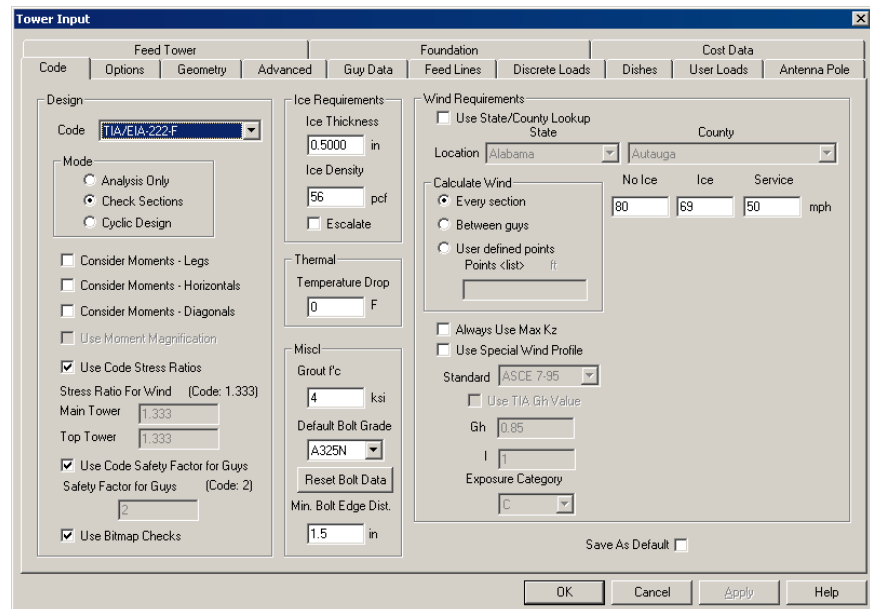 Tower Input
Feed Tower Foundation Cost Data
Code Options Geometry Advanced Guy Data Feed Lines Discrete Loads Dishes User Loads Antenna Pole
Design
Code TIA/EIA-222-F
Mode
Analysis Only
Check Sections
Cyclic Design
Consider Moments - Legs
Consider Moments - Horizontals
Consider Moments - Diagonals
Use Moment Magnification
Use Code Stress Ratios
Stress Ratio For Wind (Code: 1.333)
Main Tower 1.333
Top Tower 1.333
Use Code Safety Factor for Guys
Safety Factor for Guys (Code: 2)
2
Use Bitmap Checks
Ice Requirements
Ice Thickness
0.5000 in
Ice Density
56 pcf
Escalate
Thermal
Temperature Drop
0 F
Miscl
Grout f'c
4 ksi
Default Bolt Grade
A325N
Reset Bolt Data
Min. Bolt Edge Dist.
1.5 in
Wind Requirements
Use State/County Lookup
State County
Location Alabama Autauga
Calculate Wind
Every section
Between guys
User defined points
Points <list> ft
No Ice Ice Service
80 69 50 mph
Always Use Max Kz
Use Special Wind Profile
Standard ASCE 7-95
Use TIA Gh Value
Gh 0.85
I 1
Exposure Category
C
Save As Default
OK Cancel Apply Help